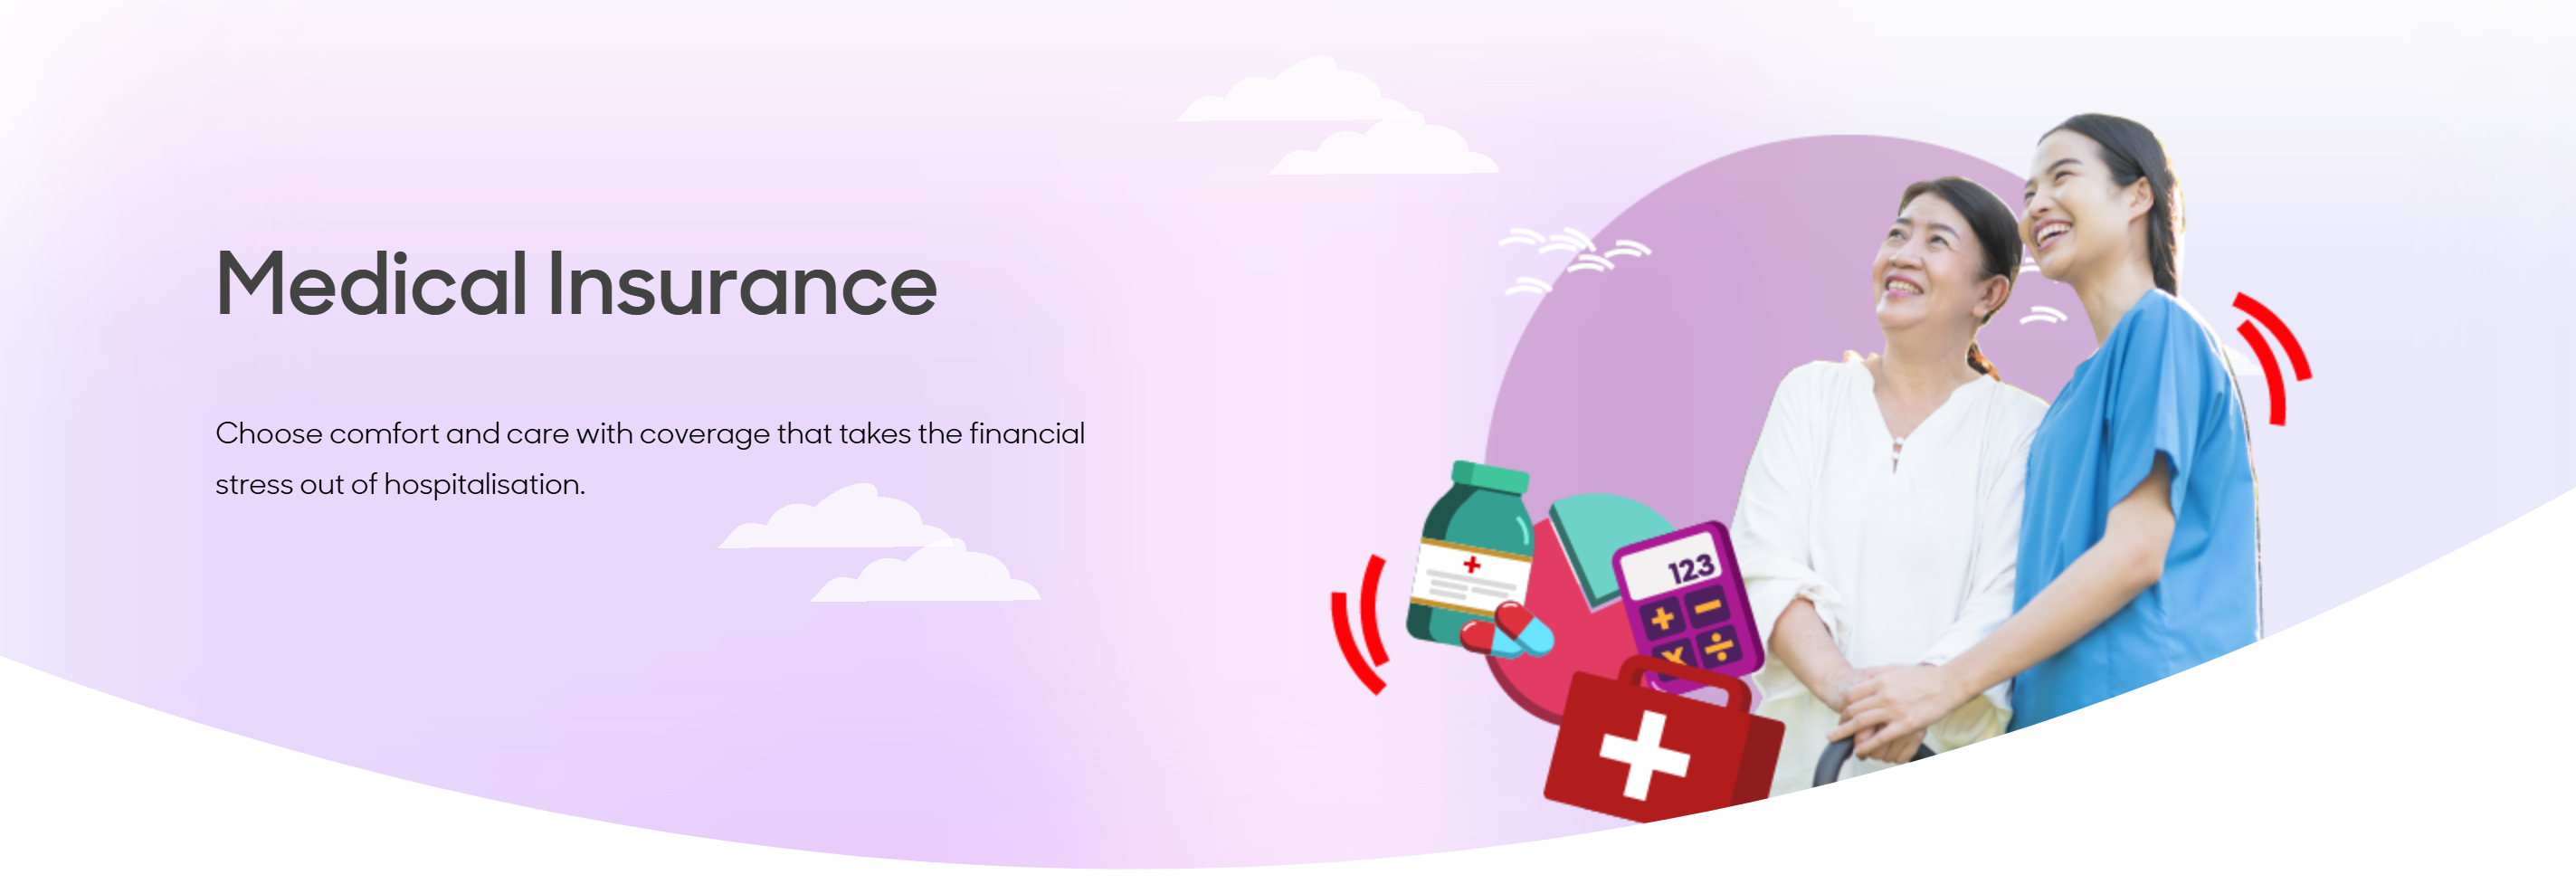 Medical Insurance
Choose comfort and care with coverage that takes the financial
stress out of hospitalisation.
123
+ −
x ÷